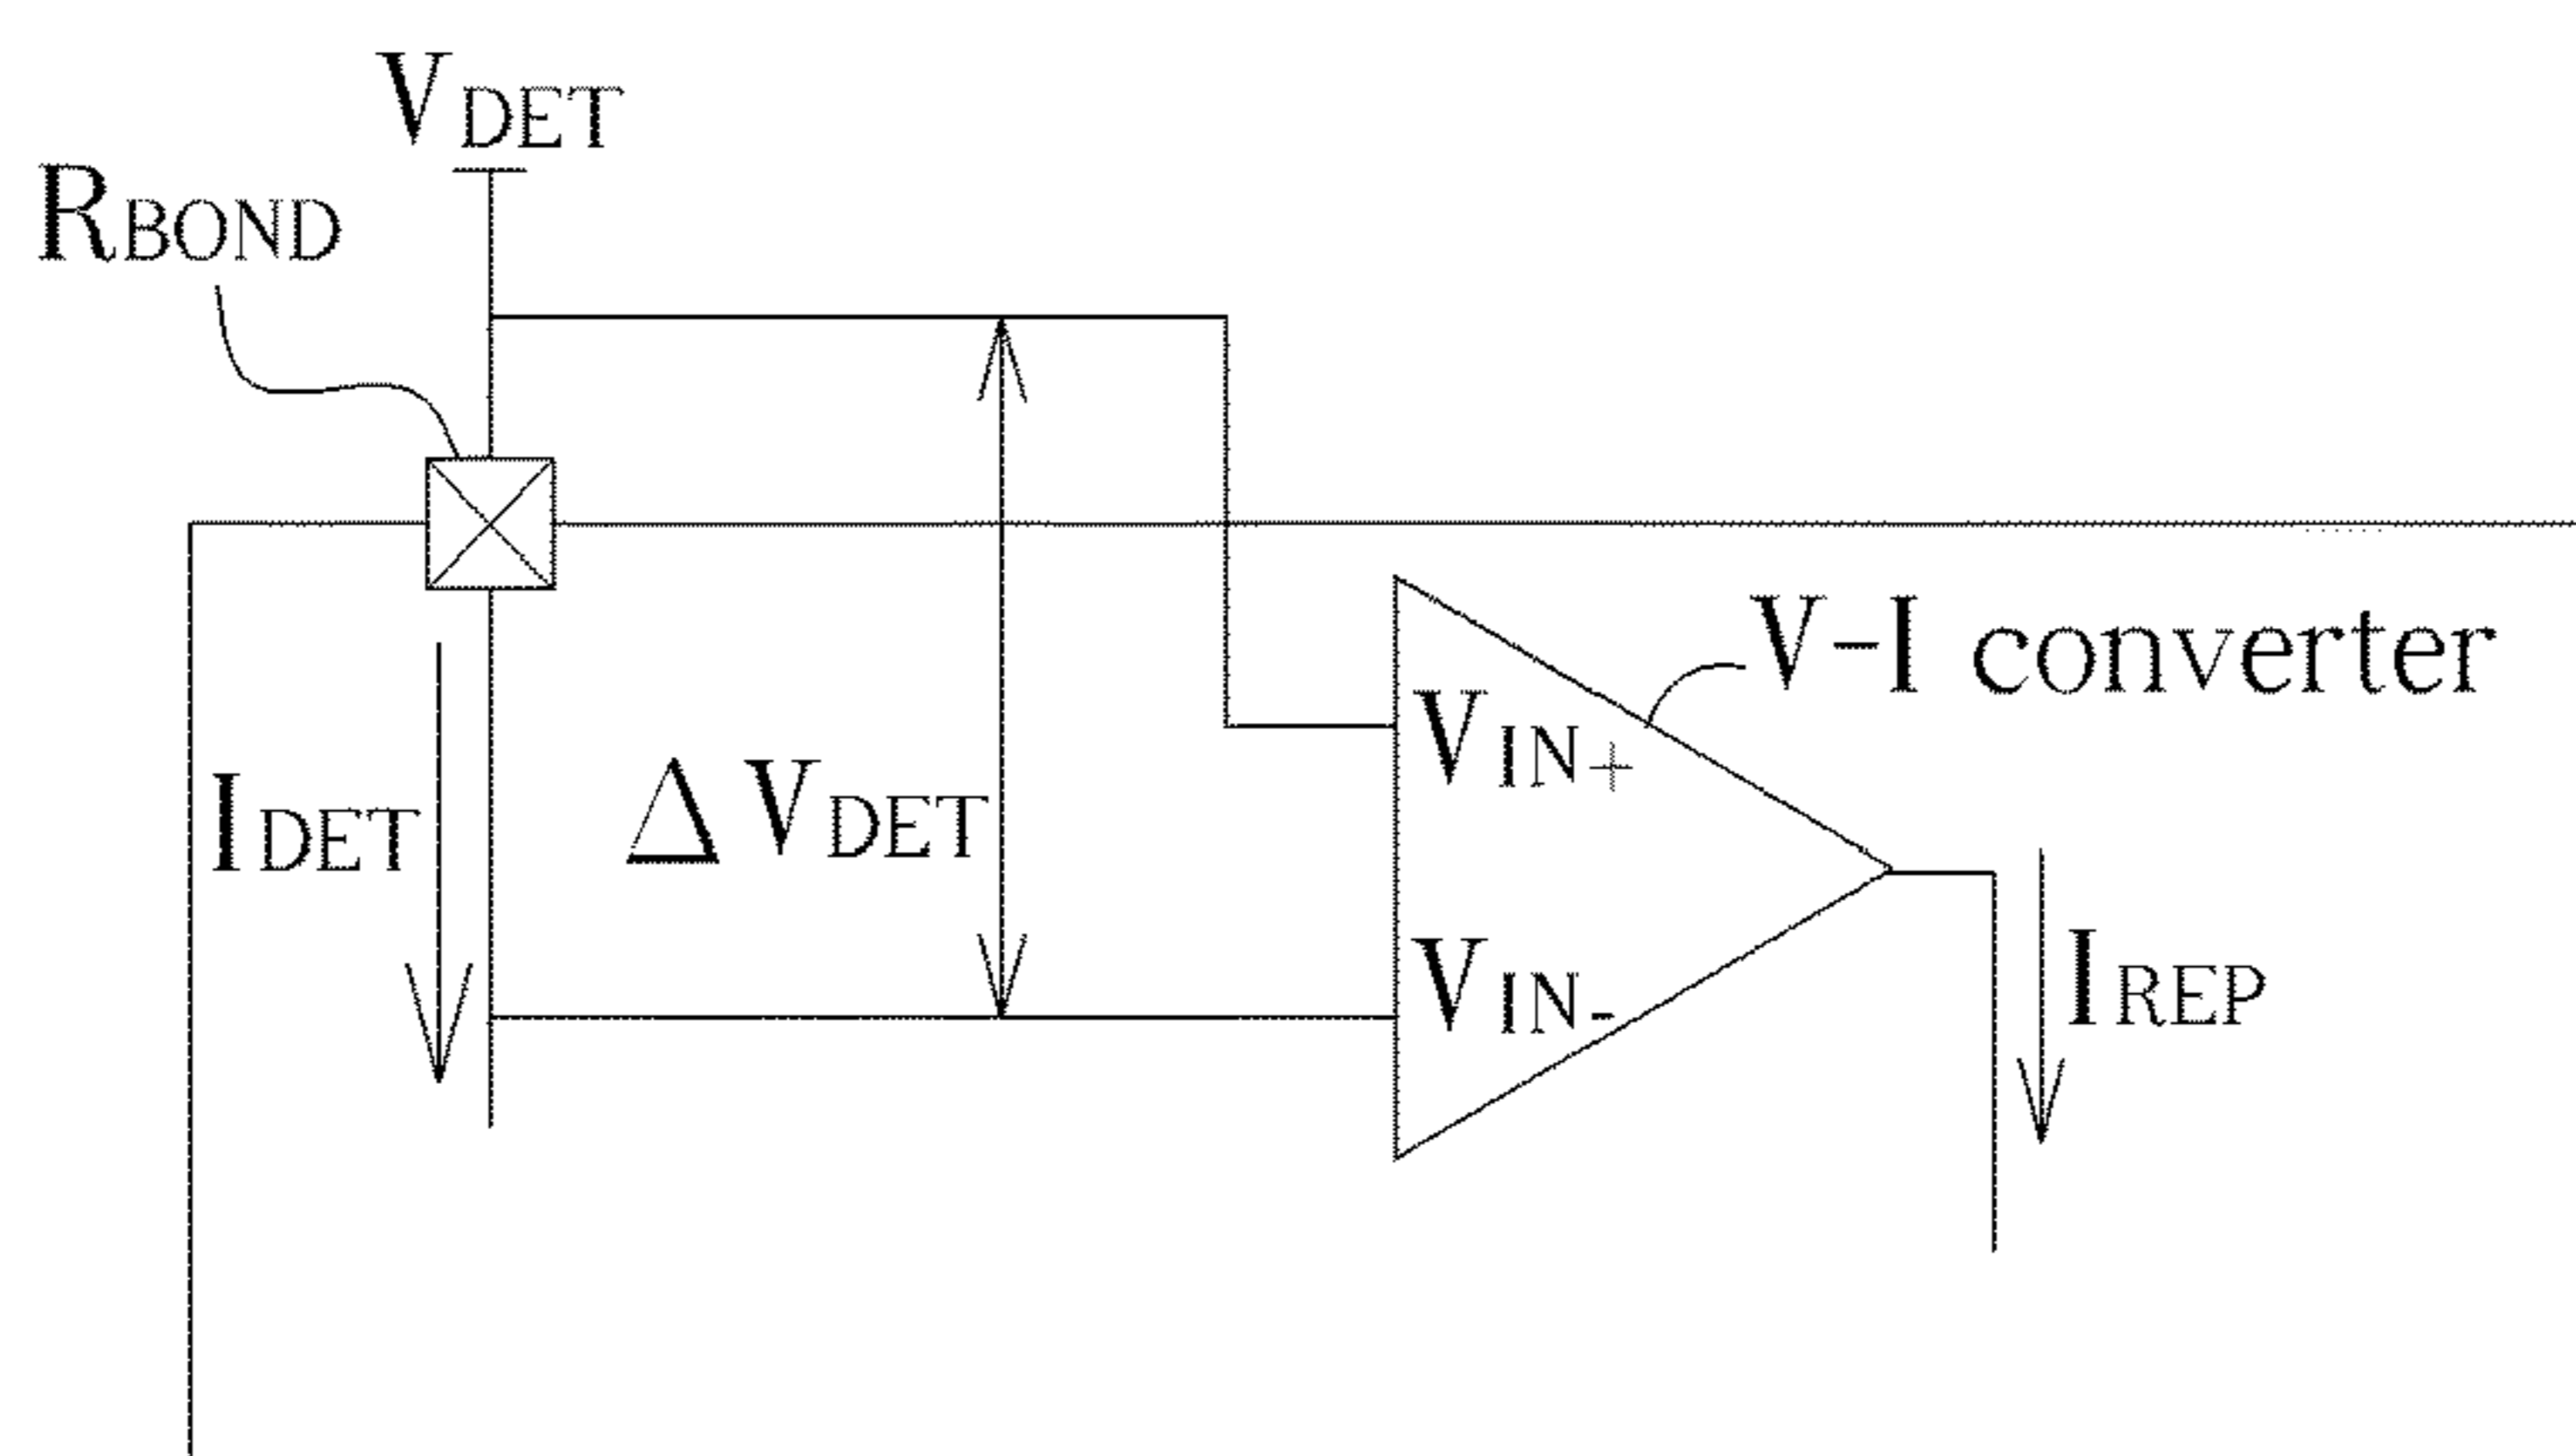 VDET
RBOND
V-I converter
VIN+
IDET
ΔVDET
VIN-
IREP